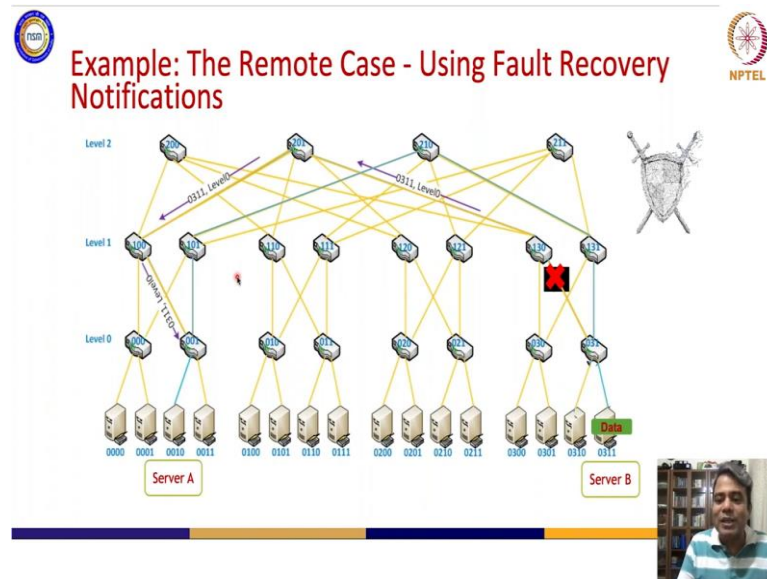 nsm
NPTEL
Example: The Remote Case - Using Fault Recovery
Notifications
Level 2
200
201
210
211
0311, Level0
0311, Level0
Level 1
100
101
110
111
120
121
130
131
0311, Level0
Level 0
000
001
010
011
020
021
030
031
Data
0000
0001
0010
0011
0100
0101
0110
0111
0200
0201
0210
0211
0300
0301
0310
0311
Server A
Server B